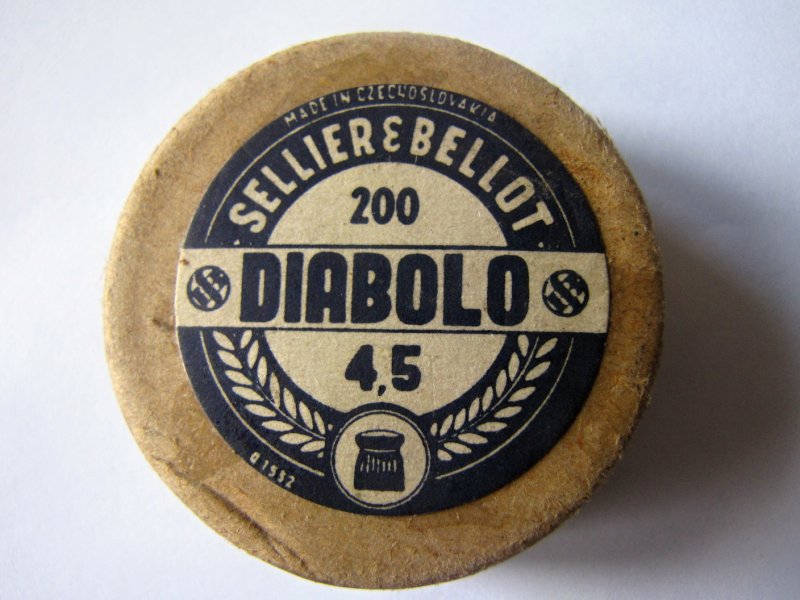 MADE IN CZECHOSLOVAKIA
SELLIER & BELLOT
200
DIABOLO
4,5